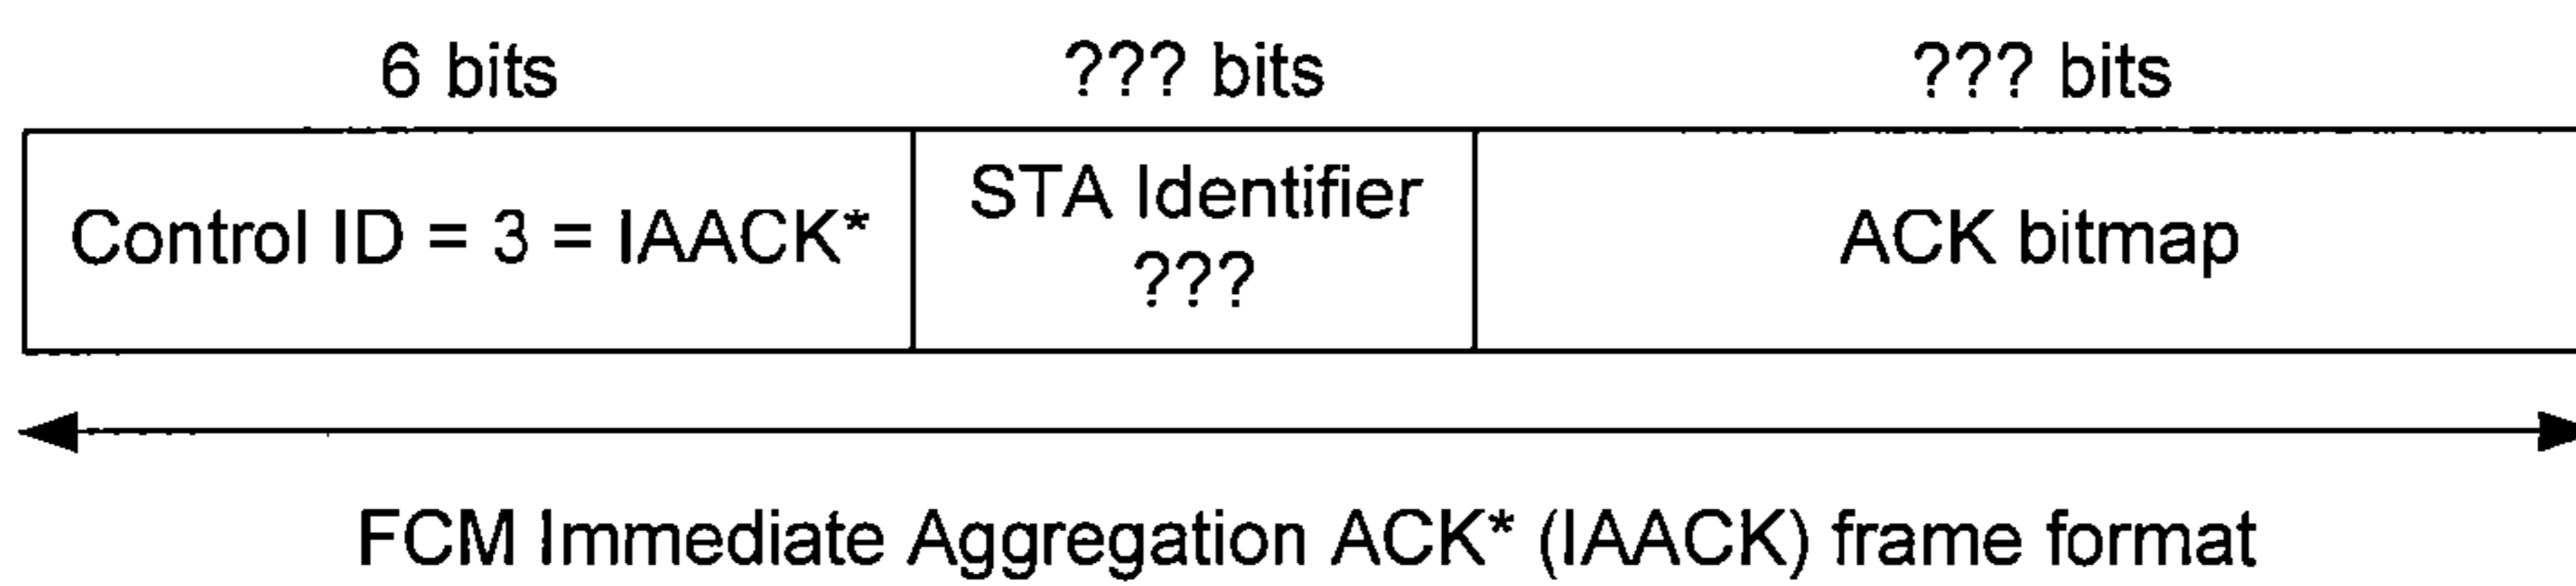 6 bits ??? bits ??? bits
Control ID = 3 = IAACK*
STA Identifier
???
ACK bitmap
FCM Immediate Aggregation ACK* (IAACK) frame format